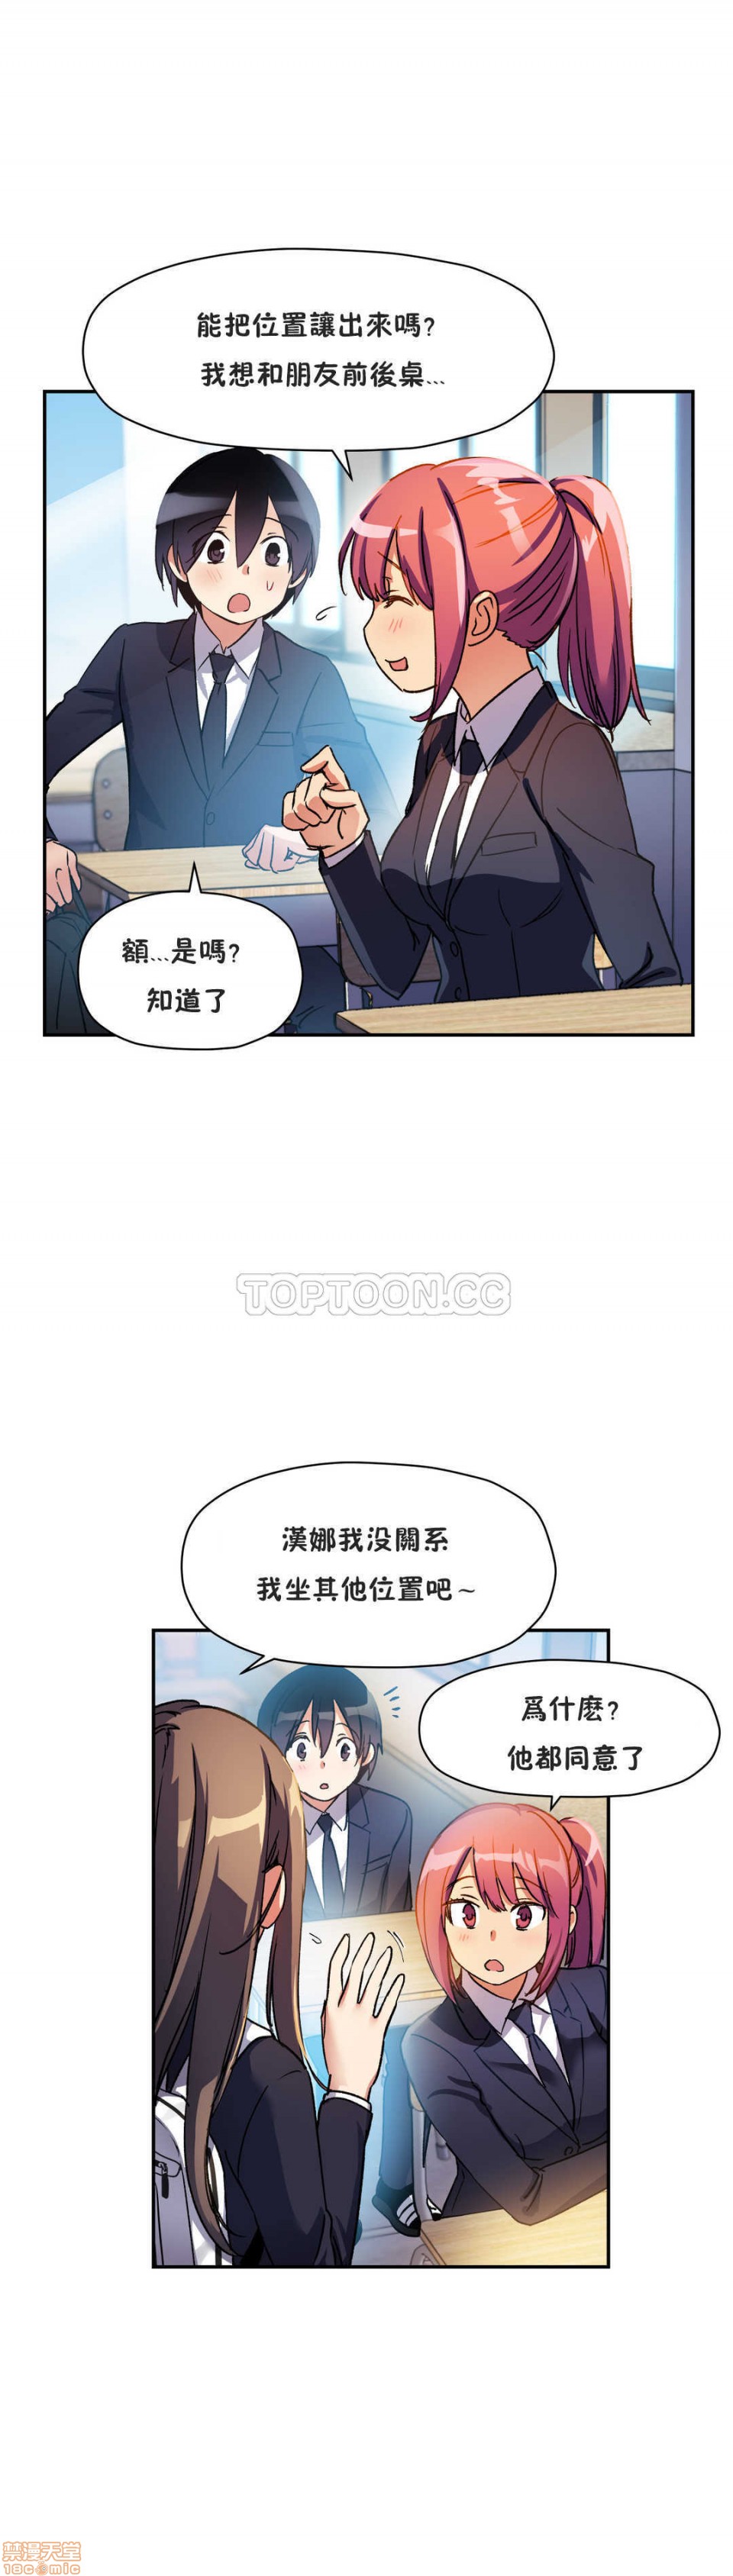 能把位置讓出來嗎?
我想和朋友前後桌...
額...是嗎?
知道了
TOPTOON.CC
漢娜我没關系
我坐其他位置吧~
爲什麽?
他都同意了
禁漫天堂
18comic